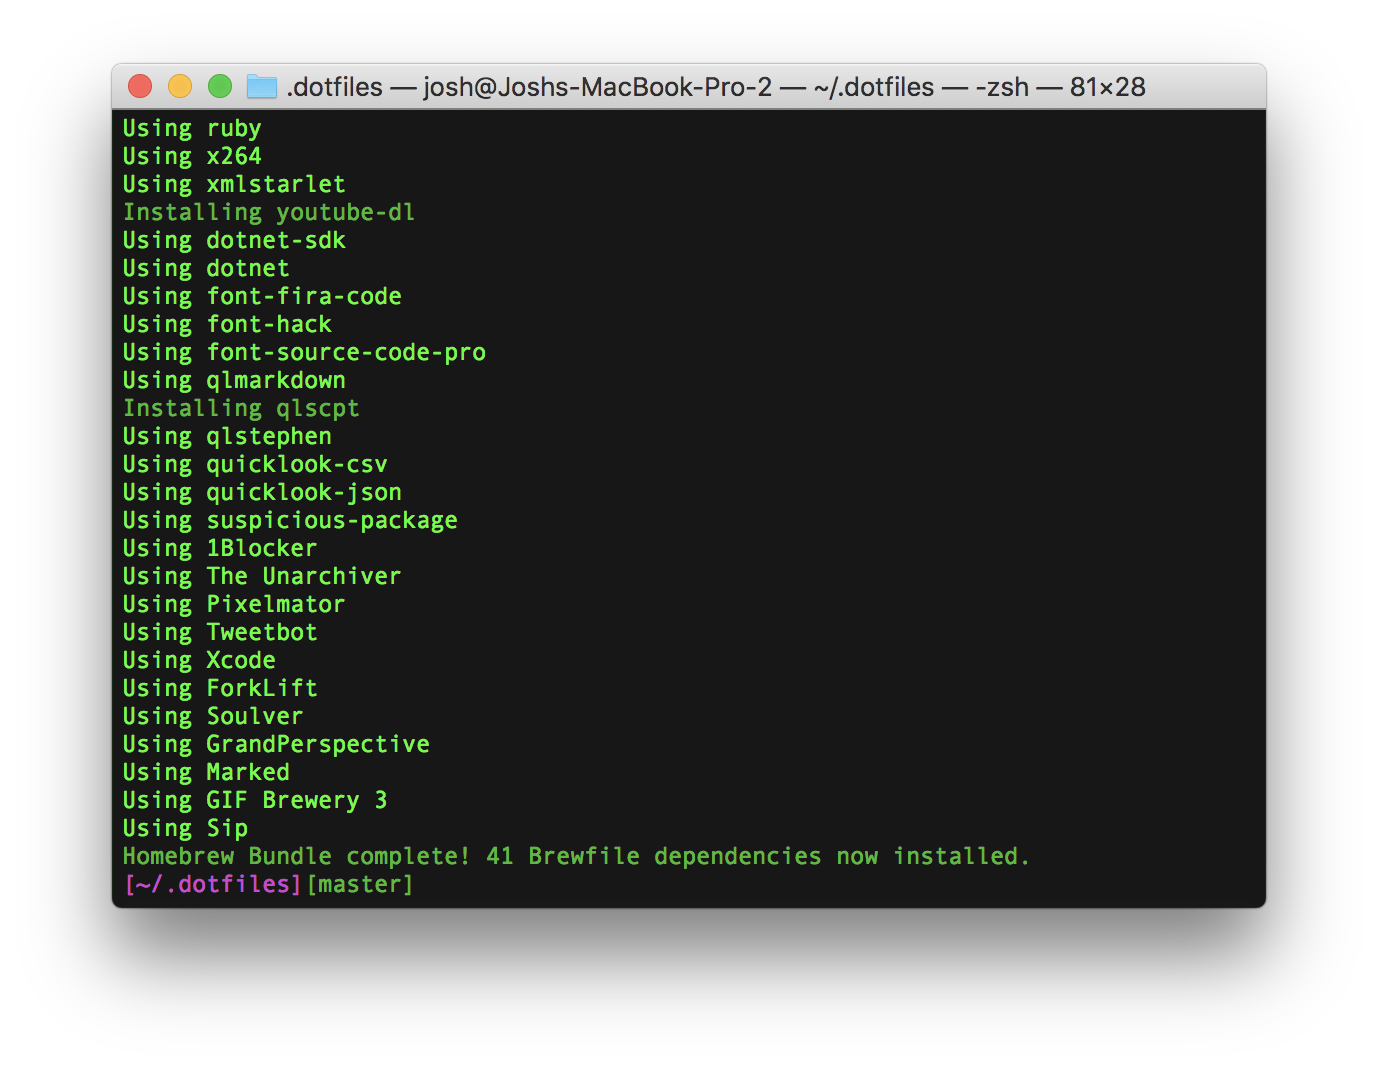 .dotfiles — josh@Joshs-MacBook-Pro-2 — ~/.dotfiles — -zsh — 81×28
Using ruby
Using x264
Using xmlstarlet
Installing youtube-dl
Using dotnet-sdk
Using dotnet
Using font-fira-code
Using font-hack
Using font-source-code-pro
Using qlmarkdown
Installing qlscpt
Using qlstephen
Using quicklook-csv
Using quicklook-json
Using suspicious-package
Using 1Blocker
Using The Unarchiver
Using Pixelmator
Using Tweetbot
Using Xcode
Using ForkLift
Using Soulver
Using GrandPerspective
Using Marked
Using GIF Brewery 3
Using Sip
Homebrew Bundle complete! 41 Brewfile dependencies now installed.
[~/.dotfiles][master]